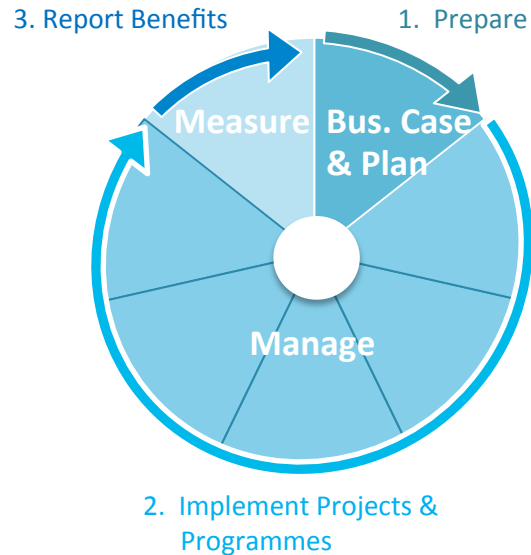 3. Report Benefits
1. Prepare
Measure
Bus. Case
& Plan
Manage
2. Implement Projects &
Programmes